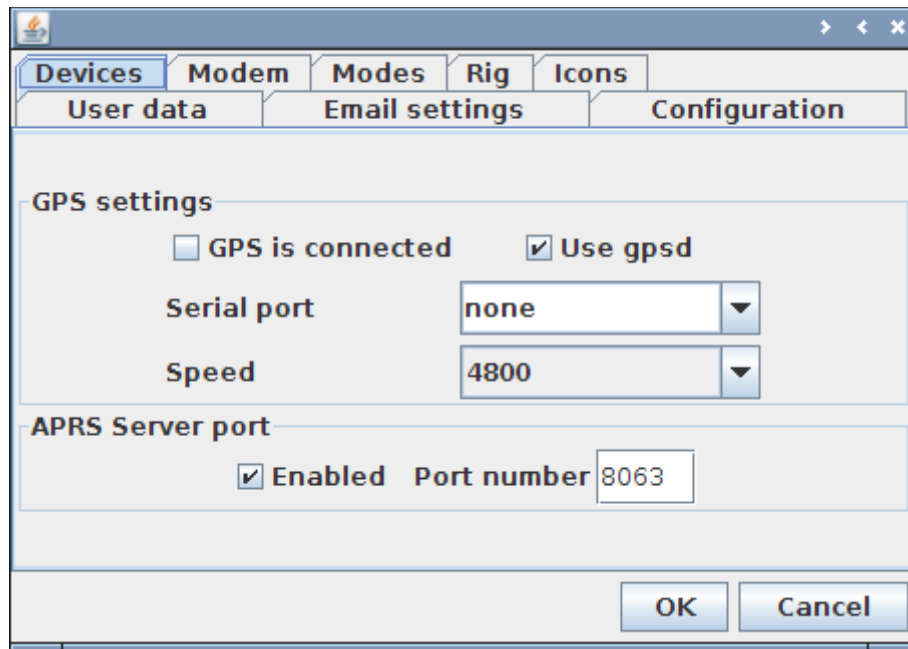 Devices Modem Modes Rig Icons
User data Email settings Configuration
GPS settings
GPS is connected Use gpsd
Serial port none
Speed 4800
APRS Server port
Enabled Port number 8063
OK Cancel